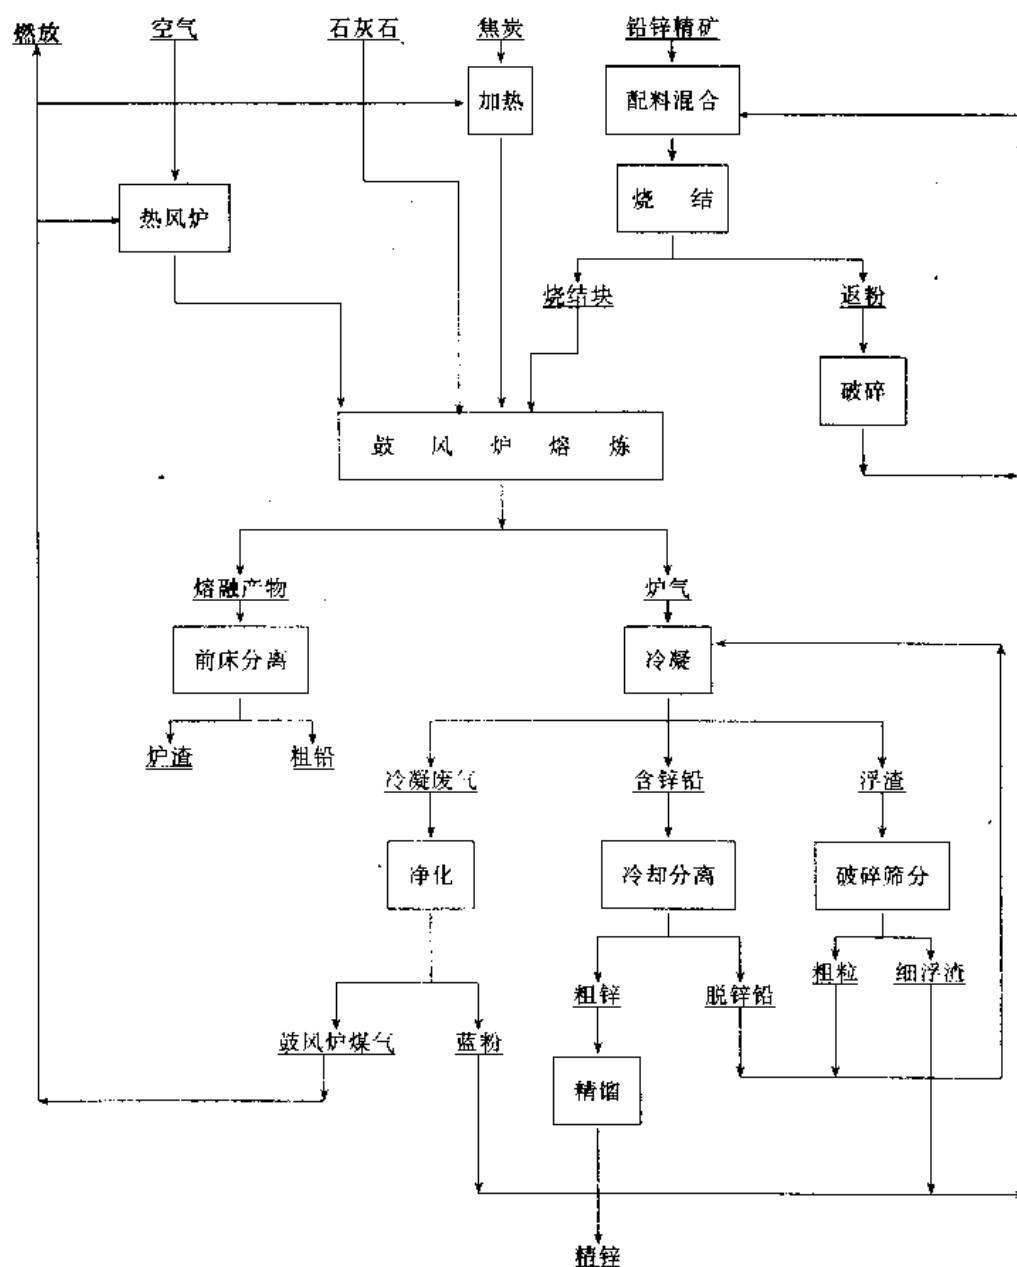 燃放 空气 石灰石 焦炭 铅锌精矿
加热 配料混合
热风炉 烧 结
烧结块 返粉
破碎
鼓 风 炉 熔 炼
熔融产物 炉气
前床分离 冷凝
炉渣 粗铅
冷凝废气 含锌铅 浮渣
净化 冷却分离 破碎筛分
粗锌 脱锌铅 粗粒 细浮渣
鼓风炉煤气 蓝粉
精馏
精锌